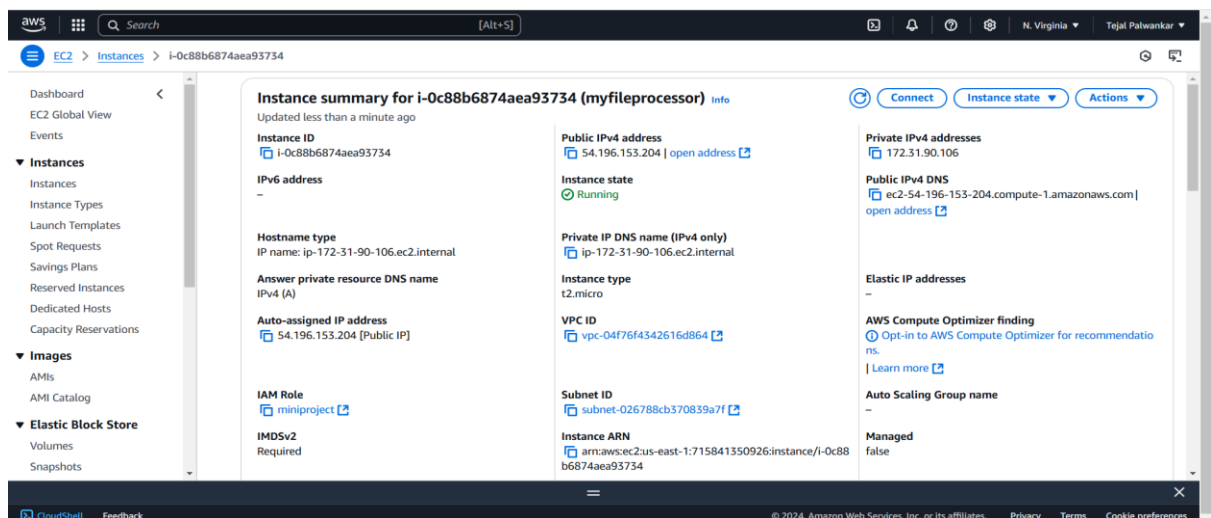 aws
Search
[Alt+S]
N. Virginia
Tejal Palwankar
EC2 > Instances > i-0c88b6874aea93734
Dashboard
EC2 Global View
Events
Instances
Instances
Instance Types
Launch Templates
Spot Requests
Savings Plans
Reserved Instances
Dedicated Hosts
Capacity Reservations
Images
AMIs
AMI Catalog
Elastic Block Store
Volumes
Snapshots
Instance summary for i-0c88b6874aea93734 (myfileprocessor) Info
Updated less than a minute ago
Connect
Instance state
Actions
Instance ID
i-0c88b6874aea93734
Public IPv4 address
54.196.153.204 | open address
Private IPv4 addresses
172.31.90.106
IPv6 address
–
Instance state
Running
Public IPv4 DNS
ec2-54-196-153-204.compute-1.amazonaws.com |
open address
Hostname type
IP name: ip-172-31-90-106.ec2.internal
Private IP DNS name (IPv4 only)
ip-172-31-90-106.ec2.internal
Answer private resource DNS name
IPv4 (A)
Instance type
t2.micro
Elastic IP addresses
–
Auto-assigned IP address
54.196.153.204 [Public IP]
VPC ID
vpc-04f76f4342616d864
AWS Compute Optimizer finding
Opt-in to AWS Compute Optimizer for recommendatio
ns.
| Learn more
IAM Role
miniproject
Subnet ID
subnet-026788cb370839a7f
Auto Scaling Group name
–
IMDSv2
Required
Instance ARN
arn:aws:ec2:us-east-1:715841350926:instance/i-0c88
b6874aea93734
Managed
false
CloudShell
Feedback
© 2024, Amazon Web Services, Inc. or its affiliates.
Privacy
Terms
Cookie preferences